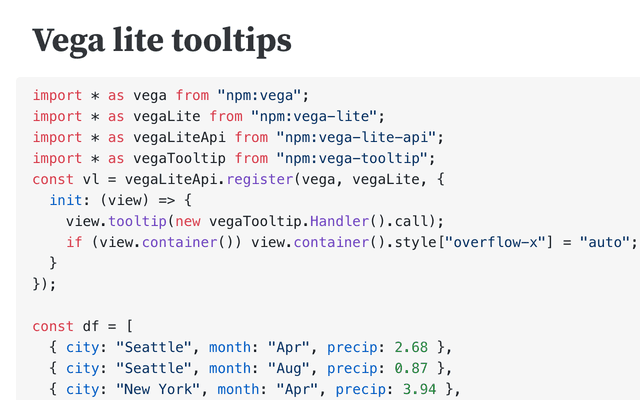 Vega lite tooltips
import * as vega from "npm:vega";
import * as vegaLite from "npm:vega-lite";
import * as vegaLiteApi from "npm:vega-lite-api";
import * as vegaTooltip from "npm:vega-tooltip";
const vl = vegaLiteApi.register(vega, vegaLite, {
  init: (view) => {
    view.tooltip(new vegaTooltip.Handler().call);
    if (view.container()) view.container().style["overflow-x"] = "auto";
  }
});
const df = [
  { city: "Seattle", month: "Apr", precip: 2.68 },
  { city: "Seattle", month: "Aug", precip: 0.87 },
  { city: "New York", month: "Apr", precip: 3.94 },